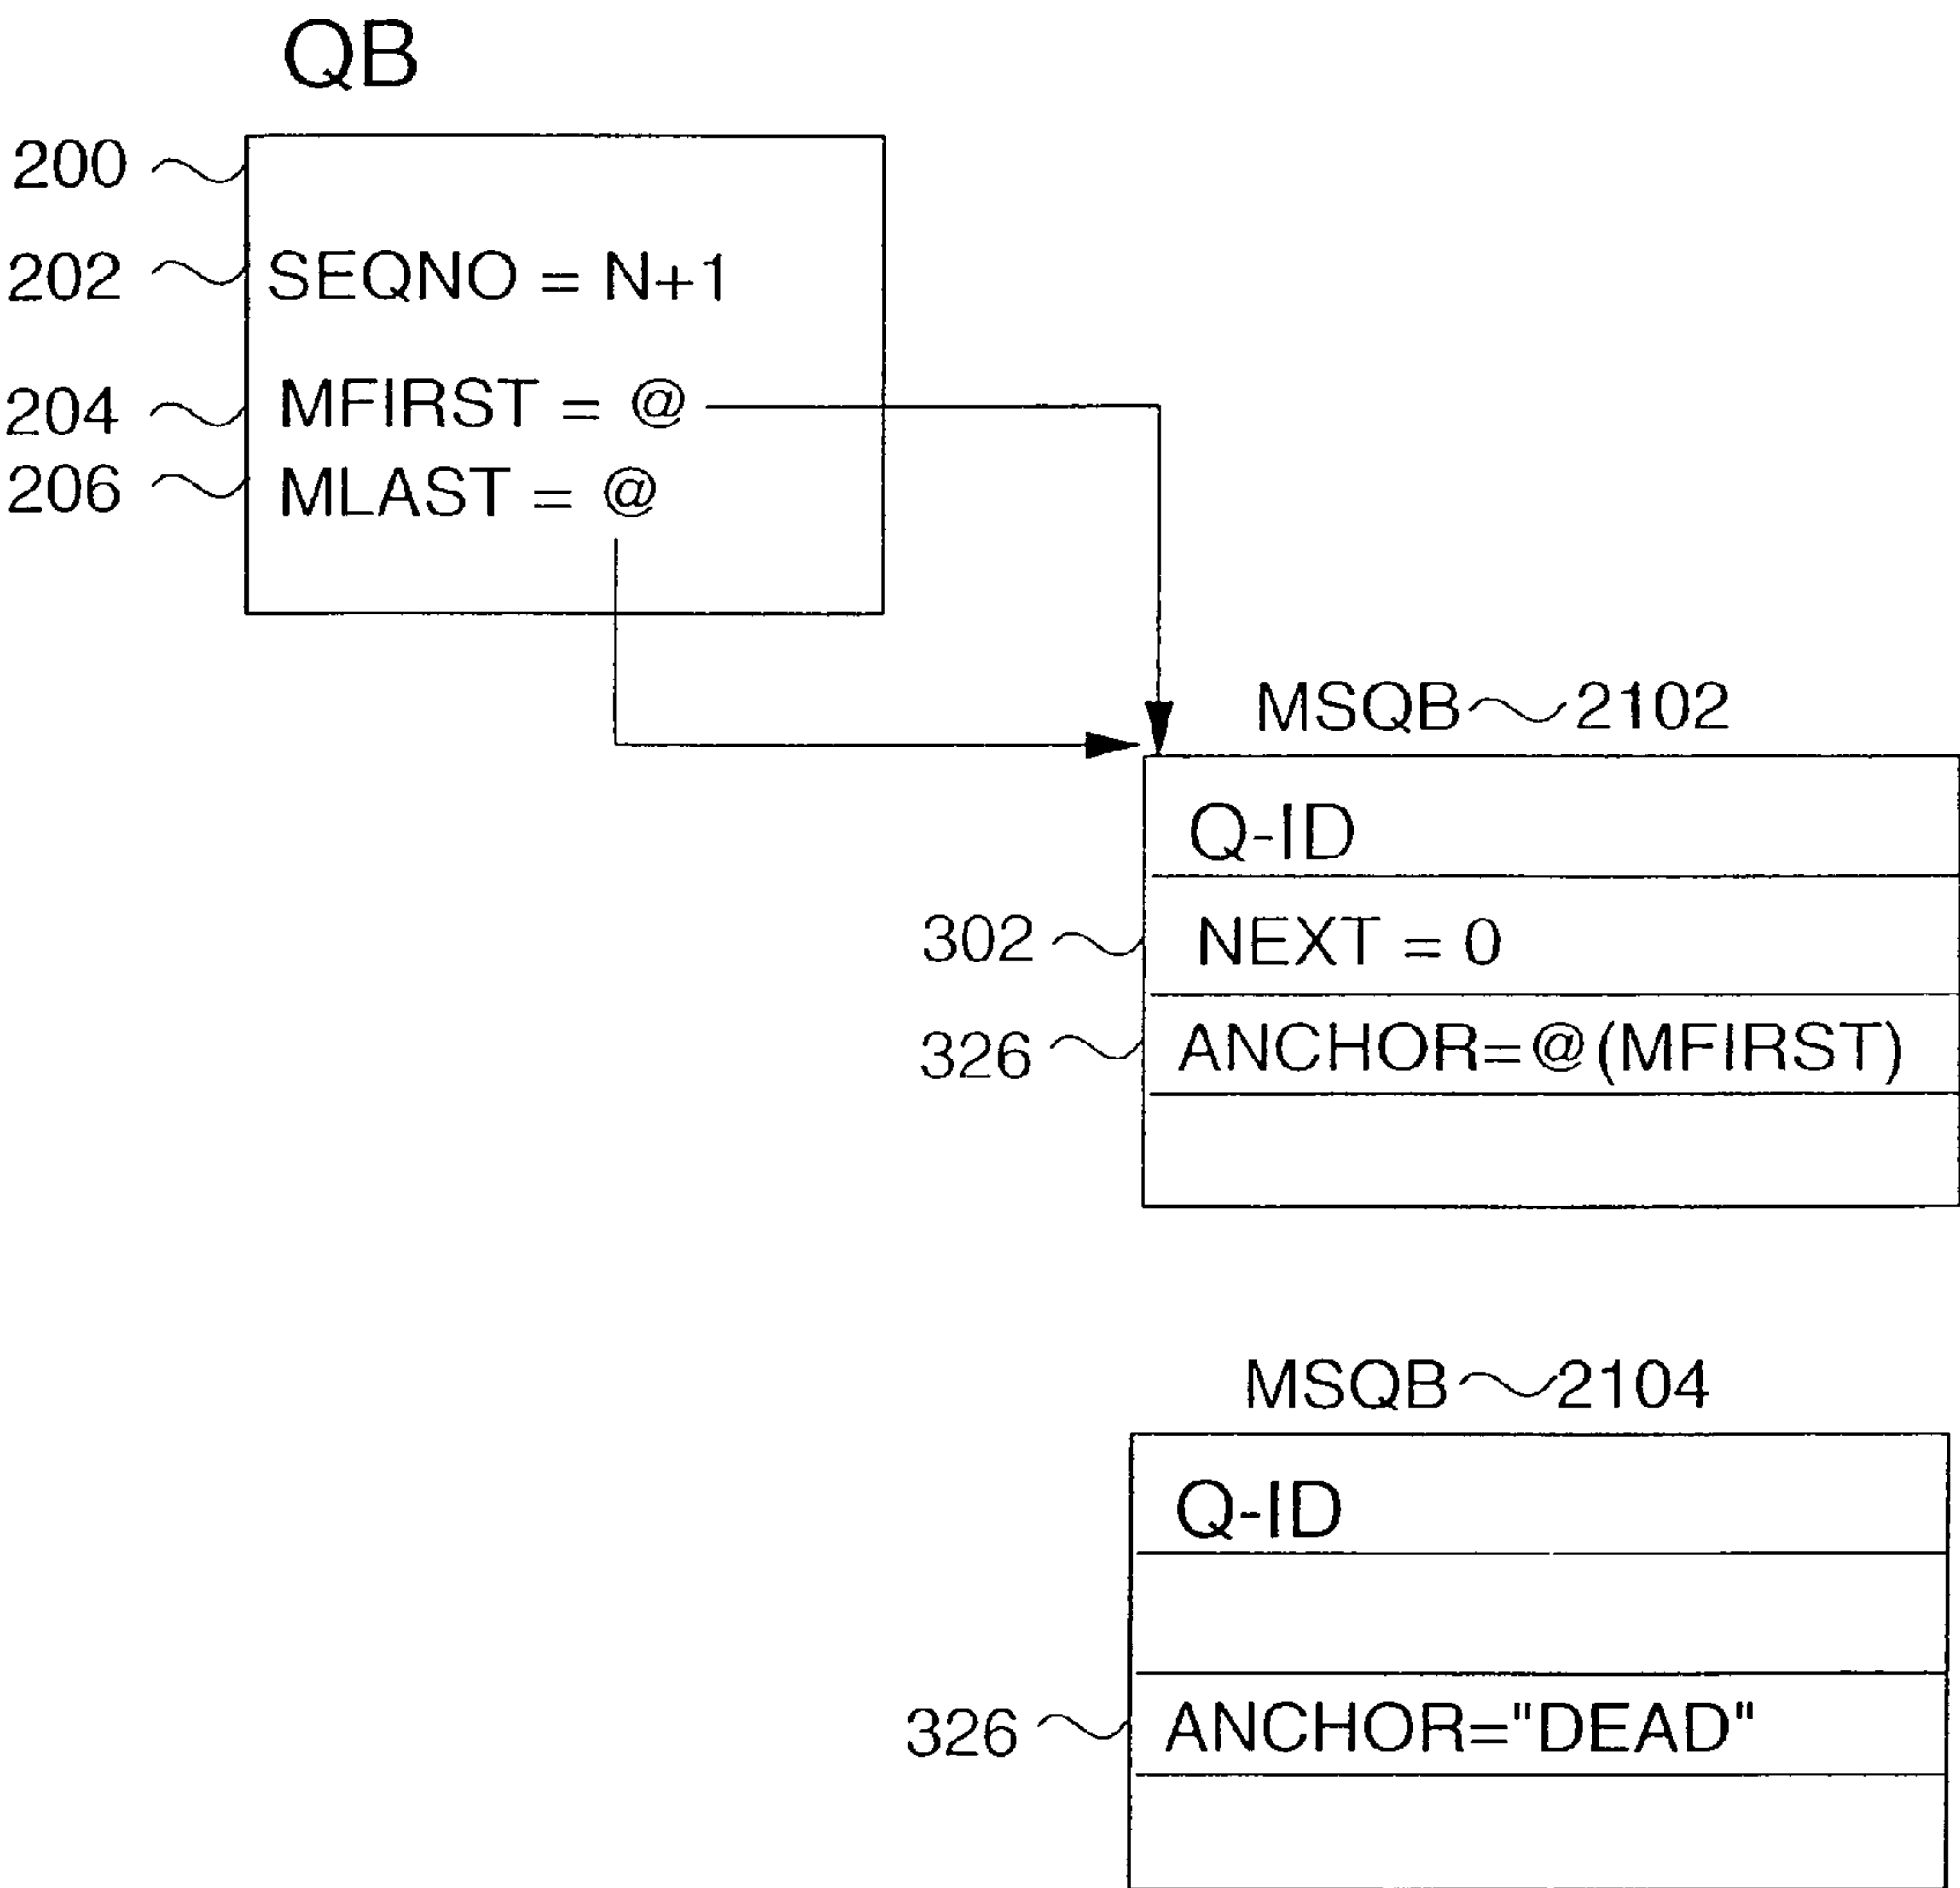 QB
200
202 SEQNO = N+1
204 MFIRST = @
206 MLAST = @
MSQB 2102
Q-ID
302 NEXT = 0
326 ANCHOR=@(MFIRST)
MSQB 2104
Q-ID
326 ANCHOR="DEAD"